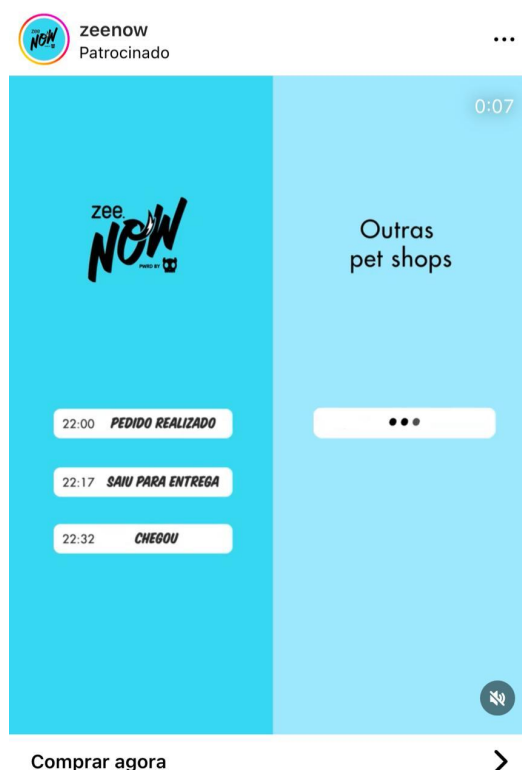 zeenow
Patrocinado
0:07
zee.
NOW
PWRD BY
Outras
pet shops
22:00 PEDIDO REALIZADO
22:17 SAIU PARA ENTREGA
22:32 CHEGOU
Comprar agora